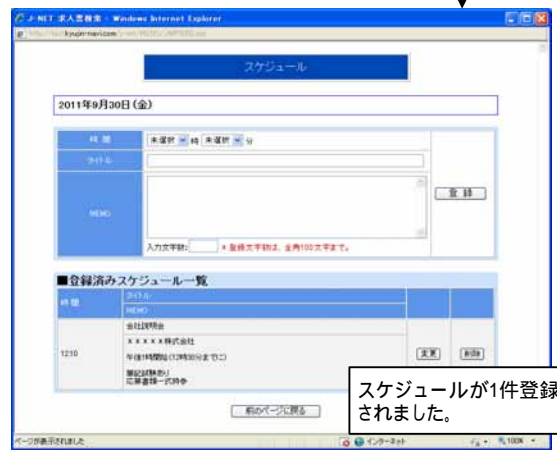 J-NET 求人票検索 - Windows Internet Explorer
kyujin-navi.com
スケジュール
2011年9月30日(金)
時間
未選択 時 未選択 分
タイトル
登録
MEMO
入力文字数: * 登録文字数は、全角100文字まで。
■登録済みスケジュール一覧
時間
タイトル
MEMO
会社説明会
1210
×××××株式会社
午後1時開始(12時30分までに)
変更
削除
筆記試験あり
応募書類一式持参
スケジュールが1件登録
されました。
前のページに戻る
ページが表示されました
インターネット
100%